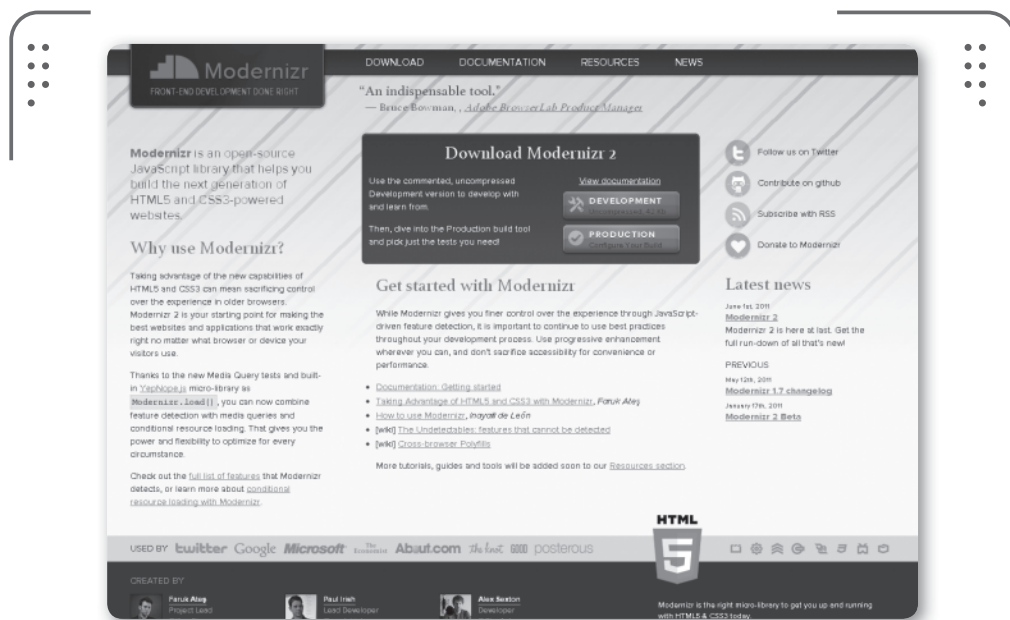 Modernizr
FRONT-END DEVELOPMENT DONE RIGHT
DOWNLOAD DOCUMENTATION RESOURCES NEWS
“An indispensable tool.”
— Bruce Bowman, , Adobe BrowserLab Product Manager
Modernizr is an open-source
JavaScript library that helps you
build the next generation of
HTML5 and CSS3-powered
websites.
Why use Modernizr?
Taking advantage of the new capabilities of
HTML5 and CSS3 can mean sacrificing control
over the experience in older browsers.
Modernizr 2 is your starting point for making the
best websites and applications that work exactly
right no matter what browser or device your
visitors use.
Thanks to the new Media Query tests and built-
in YepNope.js micro-library as
Modernizr.load(), you can now combine
feature detection with media queries and
conditional resource loading. That gives you the
power and flexibility to optimize for every
circumstance.
Check out the full list of features that Modernizr
detects, or learn more about conditional
resource loading with Modernizr.
Download Modernizr 2
Use the commented, uncompressed
Development version to develop with
and learn from.
Then, dive into the Production build tool
and pick just the tests you need!
View documentation
DEVELOPMENT
Uncompressed, 42 Kb
PRODUCTION
Configure Your Build
Get started with Modernizr
While Modernizr gives you finer control over the experience through JavaScript-
driven feature detection, it is important to continue to use best practices
throughout your development process. Use progressive enhancement
wherever you can, and don't sacrifice accessibility for convenience or
performance.
• Documentation: Getting started
• Taking Advantage of HTML5 and CSS3 with Modernizr, Faruk Ateş
• How to use Modernizr, Inayaili de León
• [wiki] The Undetectables: features that cannot be detected
• [wiki] Cross-browser Polyfills
More tutorials, guides and tools will be added soon to our Resources section.
Follow us on Twitter
Contribute on github
Subscribe with RSS
Donate to Modernizr
Latest news
June 1st, 2011
Modernizr 2
Modernizr 2 is here at last. Get the
full run-down of all that's new!
PREVIOUS
May 12th, 2011
Modernizr 1.7 changelog
January 17th, 2011
Modernizr 2 Beta
HTML
5
USED BY twitter Google Microsoft The Economist About.com the knot GOOD posterous
CREATED BY
Faruk Ateş
Project Lead
Paul Irish
Lead Developer
Alex Sexton
Developer
Modernizr is the right micro-library to get you up and running
with HTML5 & CSS3 today.